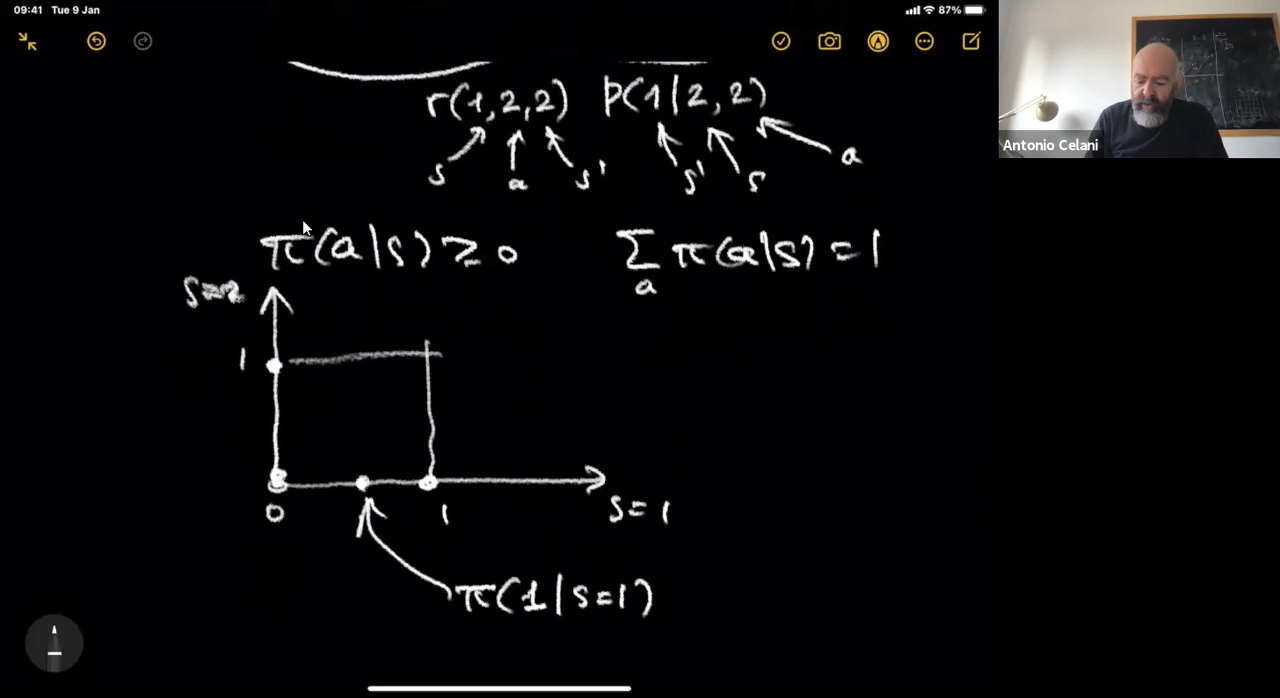 09:41 Tue 9 Jan
87%
Antonio Celani
r(1,2,2) p(1|2,2)
s a s' s' s a
π(a|s) ≥ 0 ∑ π(a|s) = 1
a
s=2
1
0 1 s=1
π(1|s=1)